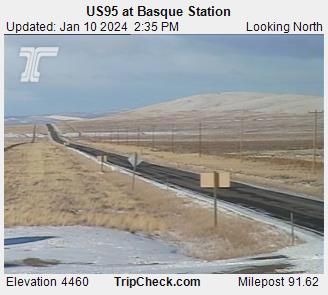 US95 at Basque Station
Updated: Jan 10 2024 2:35 PM Looking North
Elevation 4460 TripCheck.com Milepost 91.62